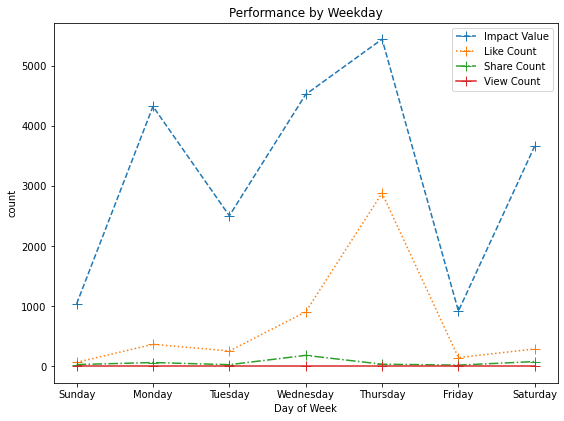 Performance by Weekday
Impact Value
Like Count
Share Count
View Count
5000
4000
3000
2000
1000
0
count
Sunday Monday Tuesday Wednesday Thursday Friday Saturday
Day of Week